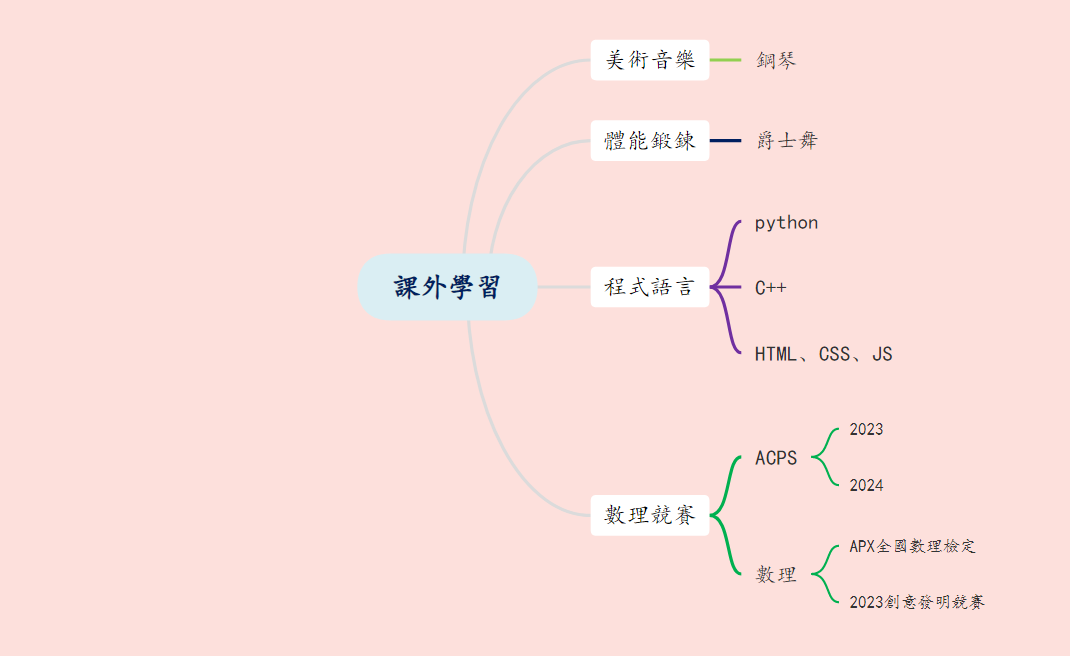 美術音樂
鋼琴
體能鍛鍊
爵士舞
課外學習
程式語言
python
C++
HTML、CSS、JS
數理競賽
ACPS
2023
2024
數理
APX全國數理檢定
2023創意發明競賽